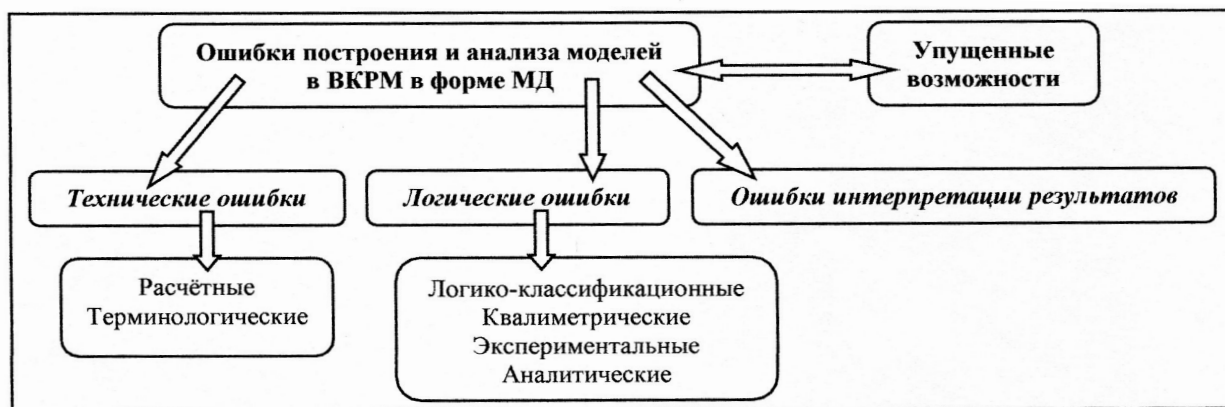 Ошибки построения и анализа моделей
в ВКРМ в форме МД
Упущенные
возможности
Технические ошибки
Логические ошибки
Ошибки интерпретации результатов
Расчётные
Терминологические
Логико-классификационные
Квалиметрические
Экспериментальные
Аналитические